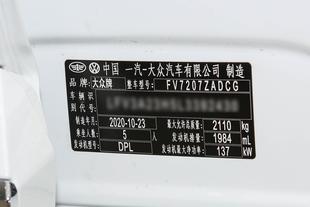 中国 一汽-大众汽车有限公司 制造
品牌:大众牌 整车型号:FV7207ZADCG
车辆识别代号:
制造年月 2020-10-23 最大允许总质量 2110 kg
乘坐人数 5 人 发动机排量 1984 mL
发动机型号 DPL 发动机额定功率 137 kW